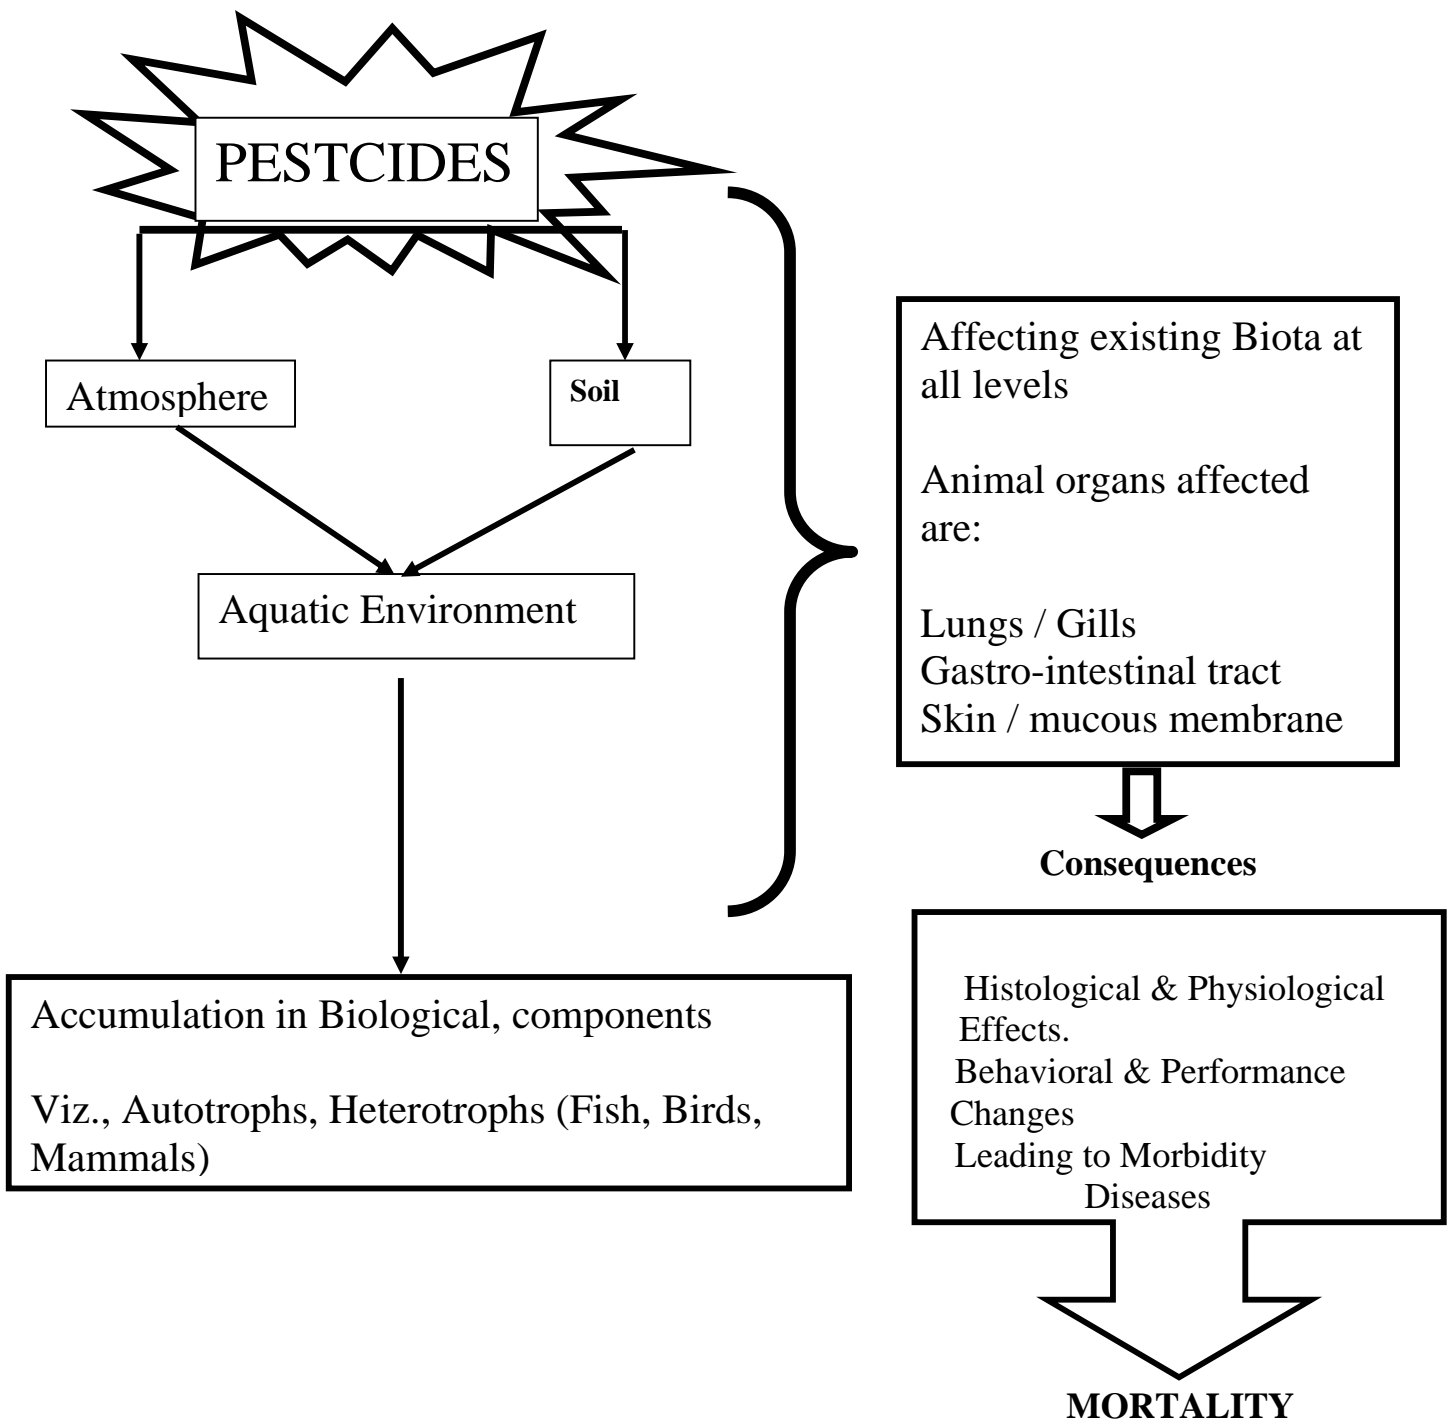 PESTCIDES
Atmosphere
Soil
Aquatic Environment
Accumulation in Biological, components
Viz., Autotrophs, Heterotrophs (Fish, Birds,
Mammals)
Affecting existing Biota at
all levels
Animal organs affected
are:
Lungs / Gills
Gastro-intestinal tract
Skin / mucous membrane
Consequences
Histological & Physiological
Effects.
Behavioral & Performance
Changes
Leading to Morbidity
Diseases
MORTALITY